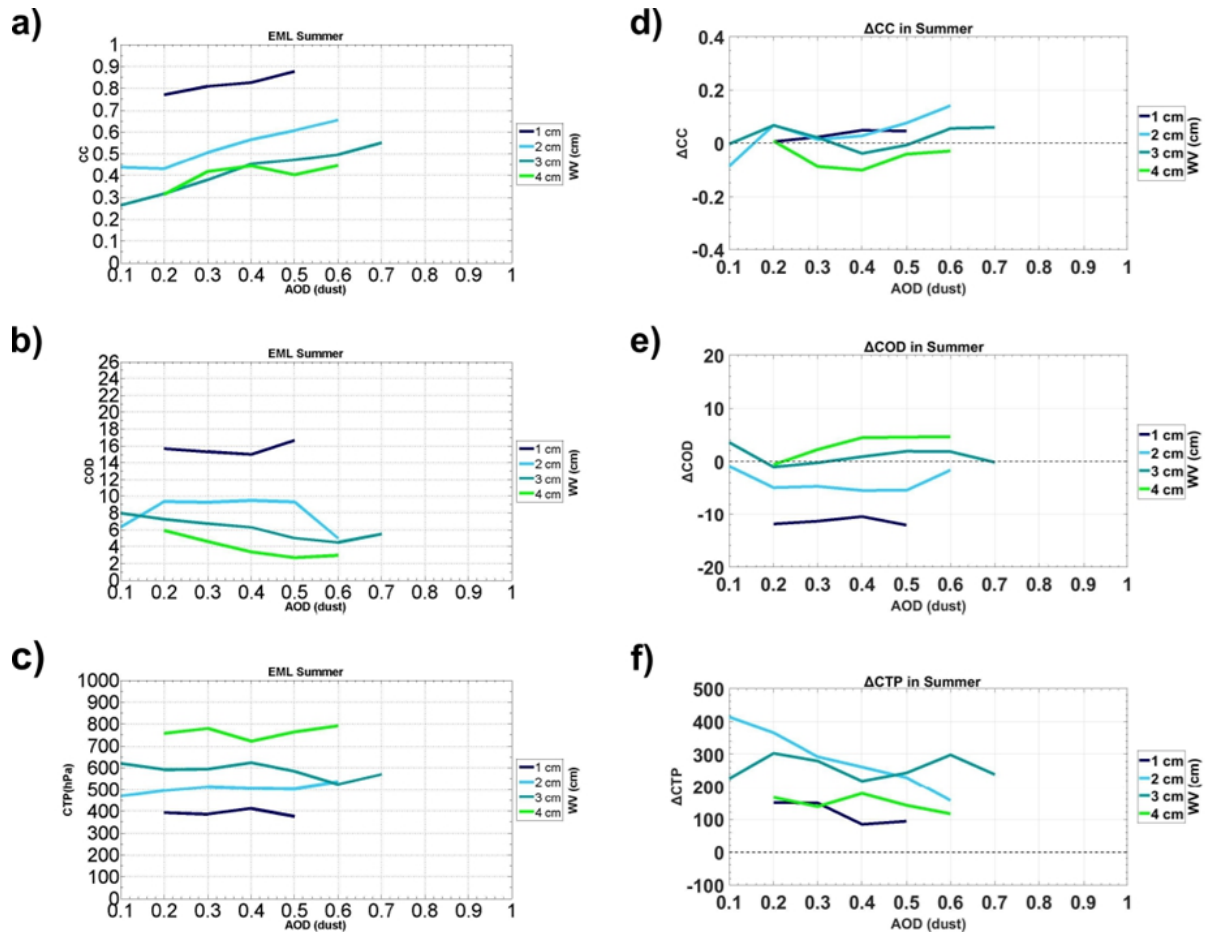 a)
EML Summer
1
0.9
0.8
0.7
0.6
0.5
0.4
0.3
0.2
0.1
0
CC
0.1 0.2 0.3 0.4 0.5 0.6 0.7 0.8 0.9 1
AOD (dust)
1 cm
2 cm
3 cm
4 cm
WV (cm)
d)
ΔCC in Summer
0.4
0.2
0
-0.2
-0.4
ΔCC
0.1 0.2 0.3 0.4 0.5 0.6 0.7 0.8 0.9 1
AOD (dust)
1 cm
2 cm
3 cm
4 cm
WV (cm)
b)
EML Summer
26
24
22
20
18
16
14
12
10
8
6
4
2
0
COD
0.1 0.2 0.3 0.4 0.5 0.6 0.7 0.8 0.9 1
AOD (dust)
1 cm
2 cm
3 cm
4 cm
WV (cm)
e)
ΔCOD in Summer
20
10
0
-10
-20
ΔCOD
0.1 0.2 0.3 0.4 0.5 0.6 0.7 0.8 0.9 1
AOD (dust)
1 cm
2 cm
3 cm
4 cm
WV (cm)
c)
EML Summer
1000
900
800
700
600
500
400
300
200
100
0
CTP(hPa)
0.1 0.2 0.3 0.4 0.5 0.6 0.7 0.8 0.9 1
AOD (dust)
1 cm
2 cm
3 cm
4 cm
WV (cm)
f)
ΔCTP in Summer
500
400
300
200
100
0
-100
ΔCTP
0.1 0.2 0.3 0.4 0.5 0.6 0.7 0.8 0.9 1
AOD (dust)
1 cm
2 cm
3 cm
4 cm
WV (cm)